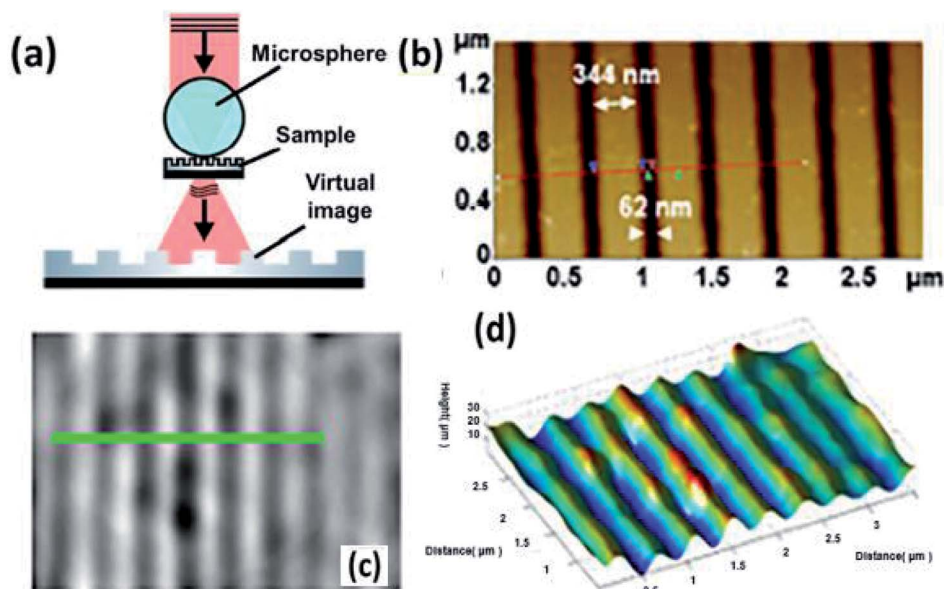 (a)
Microsphere
Sample
Virtual
image
(b)
µm
1.2
0.8
0.4
0
344 nm
62 nm
0 0.5 1 1.5 2 2.5 µm
(c)
(d)
Height( µm )
30
20
10
2.5
2
1.5
1
Distance( µm )
0.5
1
1.5
2
2.5
3
Distance( µm )